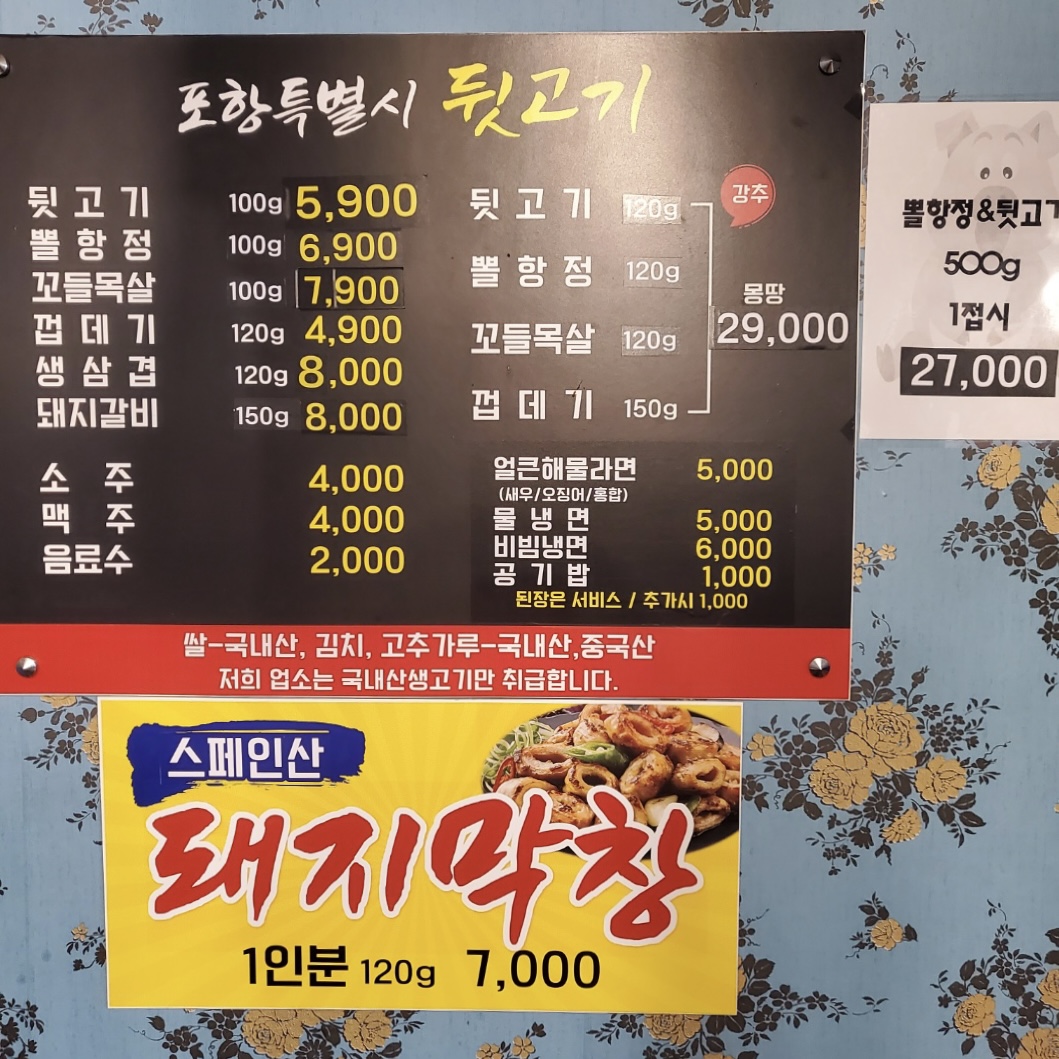 포항특별시 뒷고기
뒷고기 100g 5,900
뽈항정 100g 6,900
꼬들목살 100g 7,900
껍데기 120g 4,900
생삼겹 120g 8,000
돼지갈비 150g 8,000
소주 4,000
맥주 4,000
음료수 2,000
강추
뒷고기 120g
뽈항정 120g
꼬들목살 120g
껍데기 150g
몽땅
29,000
얼큰해물라면 5,000
(새우/오징어/홍합)
물냉면 5,000
비빔냉면 6,000
공기밥 1,000
된장은 서비스 / 추가시 1,000
쌀-국내산, 김치, 고추가루-국내산,중국산
저희 업소는 국내산생고기만 취급합니다.
뽈항정&뒷고기
500g
1접시
27,000
스페인산
돼지막창
1인분 120g 7,000